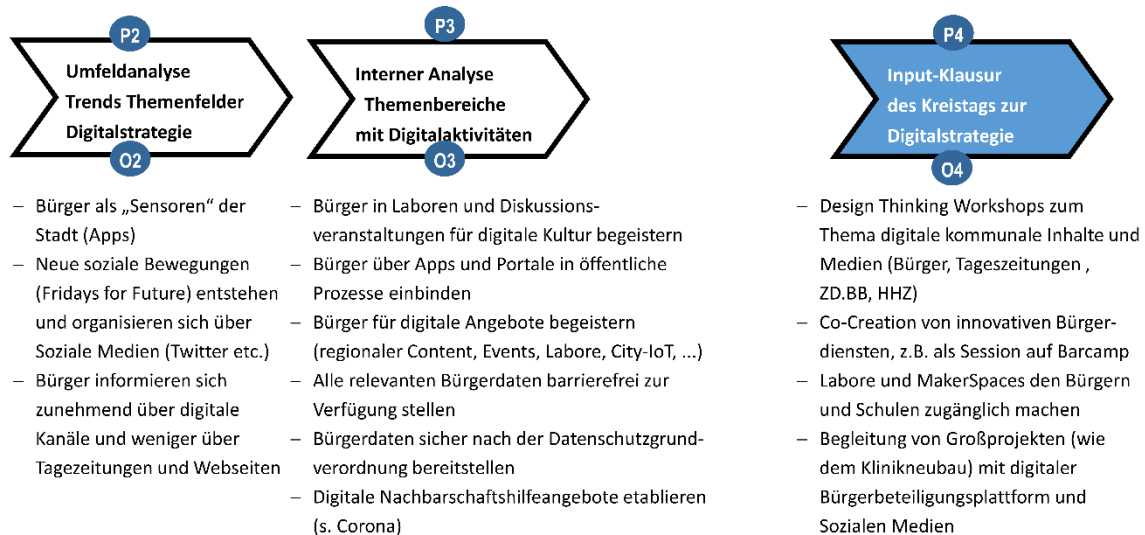 P2
Umfeldanalyse
Trends Themenfelder
Digitalstrategie
O2
– Bürger als „Sensoren“ der
Stadt (Apps)
– Neue soziale Bewegungen
(Fridays for Future) entstehen
und organisieren sich über
Soziale Medien (Twitter etc.)
– Bürger informieren sich
zunehmend über digitale
Kanäle und weniger über
Tagezeitungen und Webseiten
P3
Interner Analyse
Themenbereiche
mit Digitalaktivitäten
O3
– Bürger in Laboren und Diskussions-
veranstaltungen für digitale Kultur begeistern
– Bürger über Apps und Portale in öffentliche
Prozesse einbinden
– Bürger für digitale Angebote begeistern
(regionaler Content, Events, Labore, City-IoT, ...)
– Alle relevanten Bürgerdaten barrierefrei zur
Verfügung stellen
– Bürgerdaten sicher nach der Datenschutzgrund-
verordnung bereitstellen
– Digitale Nachbarschaftshilfeangebote etablieren
(s. Corona)
P4
Input-Klausur
des Kreistags zur
Digitalstrategie
O4
– Design Thinking Workshops zum
Thema digitale kommunale Inhalte und
Medien (Bürger, Tageszeitungen ,
ZD.BB, HHZ)
– Co-Creation von innovativen Bürger-
diensten, z.B. als Session auf Barcamp
– Labore und MakerSpaces den Bürgern
und Schulen zugänglich machen
– Begleitung von Großprojekten (wie
dem Klinikneubau) mit digitaler
Bürgerbeteiligungsplattform und
Sozialen Medien